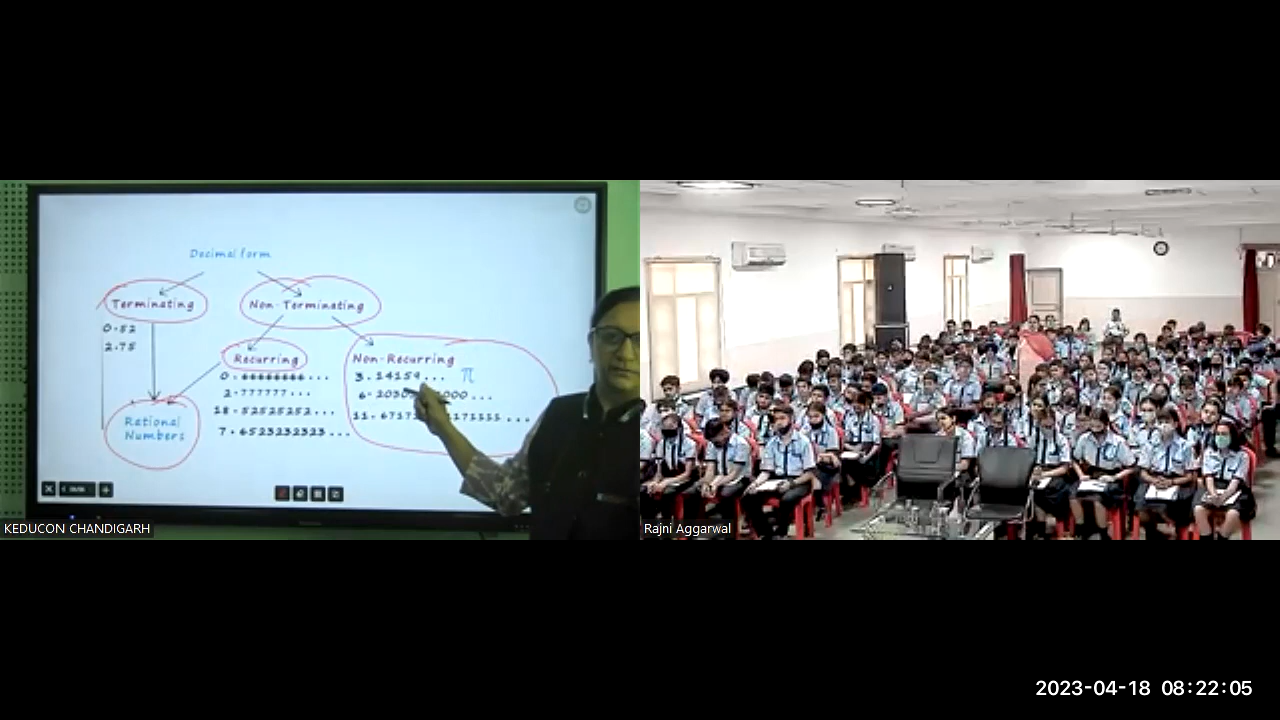 Decimal form
Terminating
Non-Terminating
0.52
2.75
Recurring
Non-Recurring
0.66666666...
3.14159... π
2.777777...
18.52525252...
7.6523232323...
Rational
Numbers
KEDUCON CHANDIGARH
Rajni Aggarwal
2023-04-18 08:22:05